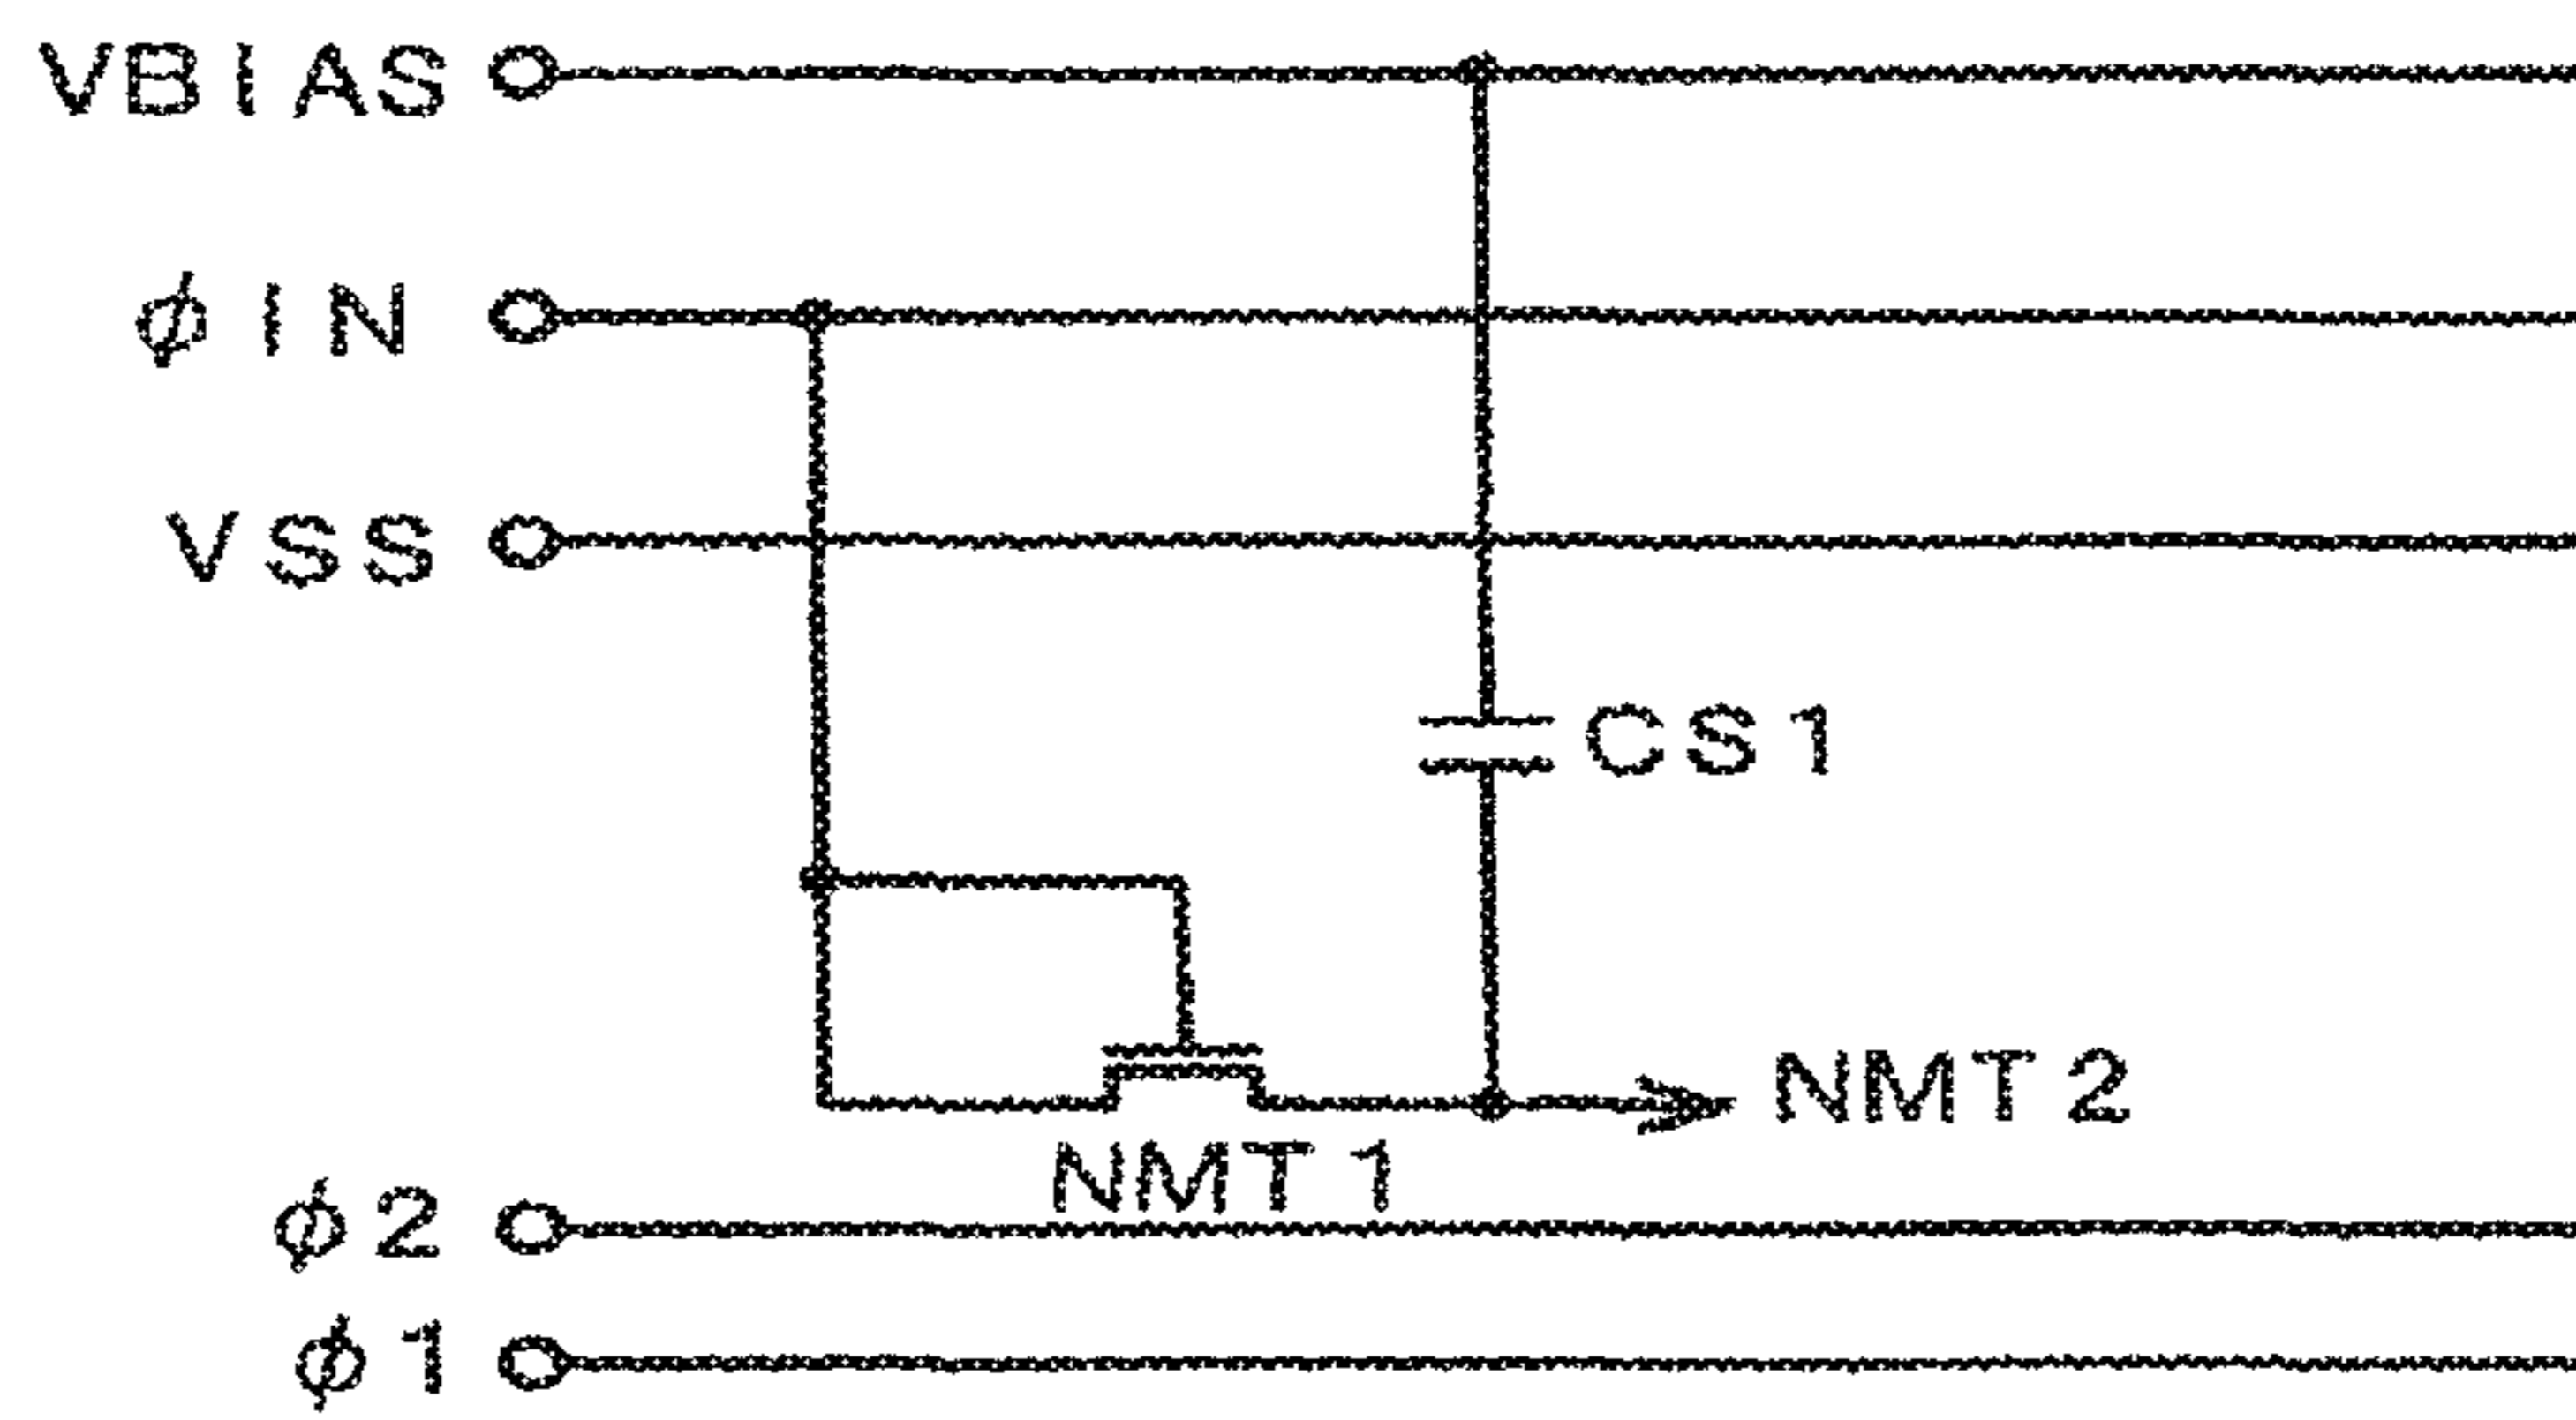 VBIAS
φIN
VSS
CS1
NMT2
NMT1
φ2
φ1